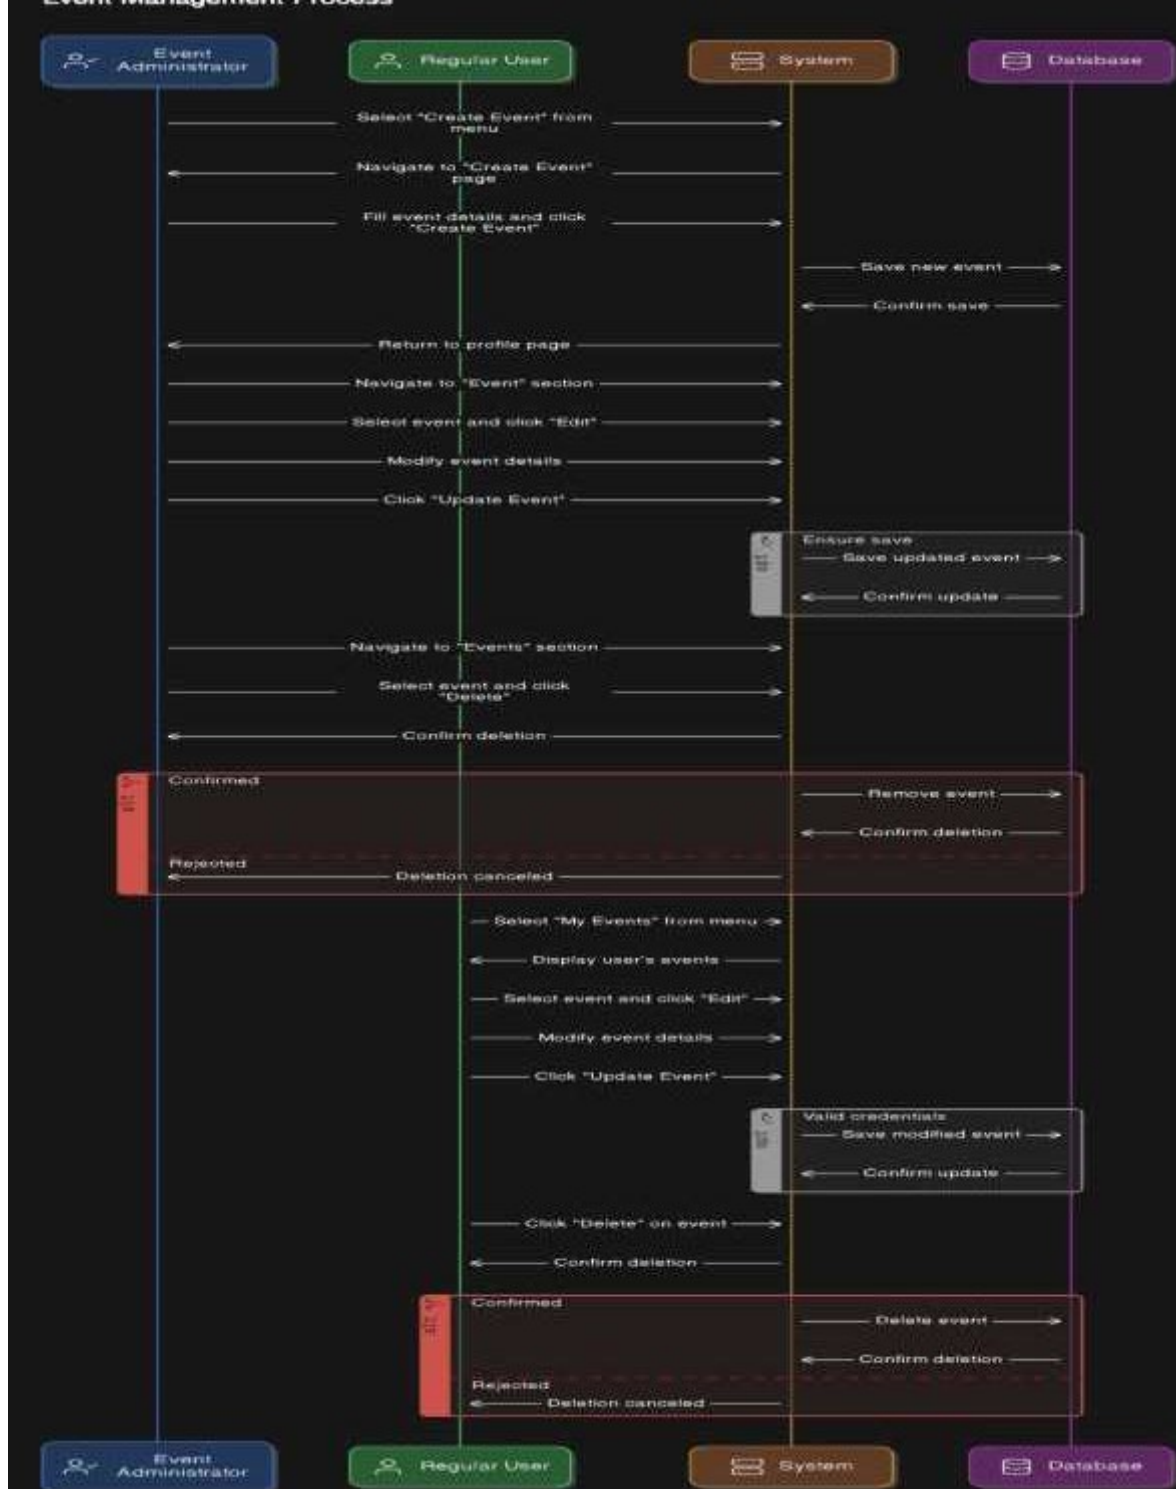 Event Management Process
Event
Administrator
Regular User
System
Database
Select "Create Event" from
menu
Navigate to "Create Event"
page
Fill event details and click
"Create Event"
Save new event
Confirm save
Return to profile page
Navigate to "Event" section
Select event and click "Edit"
Modify event details
Click "Update Event"
Ensure save
Save updated event
Confirm update
Navigate to "Events" section
Select event and click
"Delete"
Confirm deletion
Confirmed
Remove event
Confirm deletion
Rejected
Deletion canceled
Select "My Events" from menu
Display user's events
Select event and click "Edit"
Modify event details
Click "Update Event"
Valid credentials
Save modified event
Confirm update
Click "Delete" on event
Confirm deletion
Confirmed
Delete event
Confirm deletion
Rejected
Deletion canceled
Event
Administrator
Regular User
System
Database